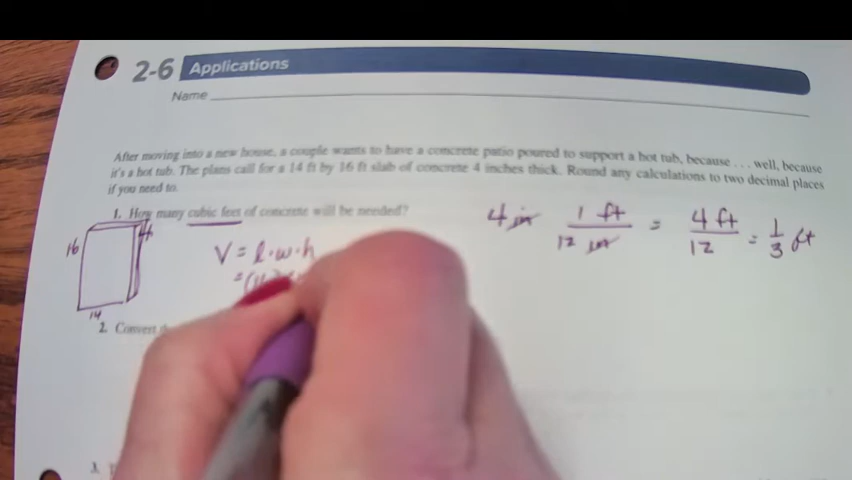 2-6 Applications
Name
After moving into a new house, a couple wants to have a concrete patio poured to support a hot tub, because . . . well, because
it's a hot tub. The plans call for a 14 ft by 16 ft slab of concrete 4 inches thick. Round any calculations to two decimal places
if you need to.
1. How many cubic feet of concrete will be needed?
4 in 1 ft / 12 in = 4 ft / 12 = 1/3 ft
16 4
14
V = l·w·h
= (
2. Convert
3.